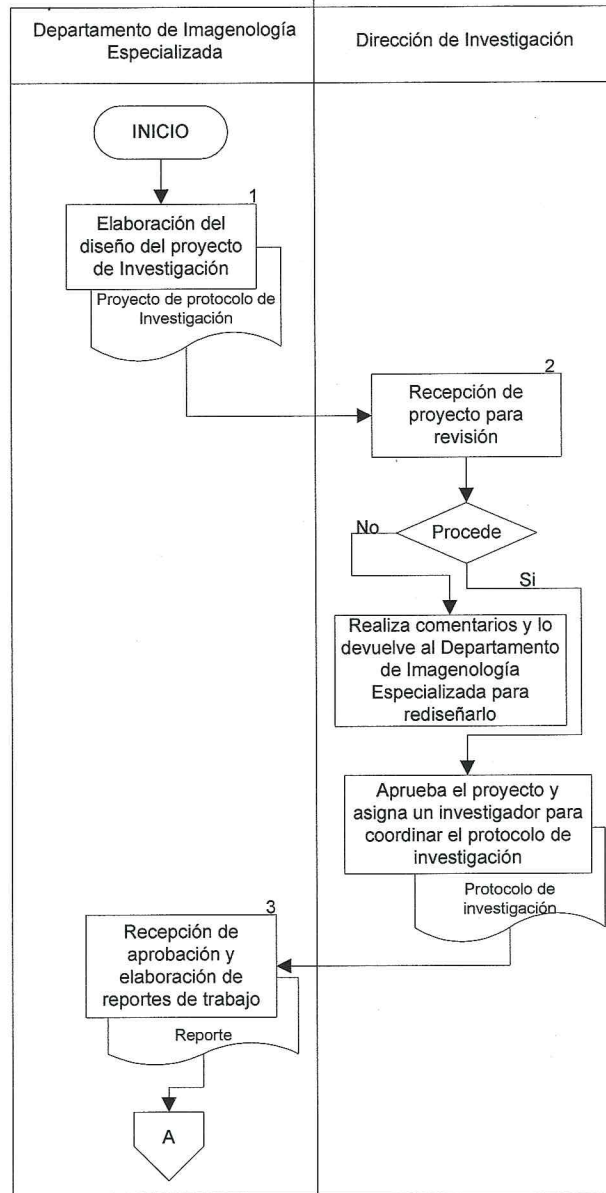 Departamento de Imagenología
Especializada
Dirección de Investigación
INICIO
1
Elaboración del
diseño del proyecto
de Investigación
Proyecto de protocolo de
Investigación
2
Recepción de
proyecto para
revisión
Procede
No
Si
Realiza comentarios y lo
devuelve al Departamento
de Imagenología
Especializada para
rediseñarlo
Aprueba el proyecto y
asigna un investigador para
coordinar el protocolo de
investigación
Protocolo de
investigación
3
Recepción de
aprobación y
elaboración de
reportes de trabajo
Reporte
A